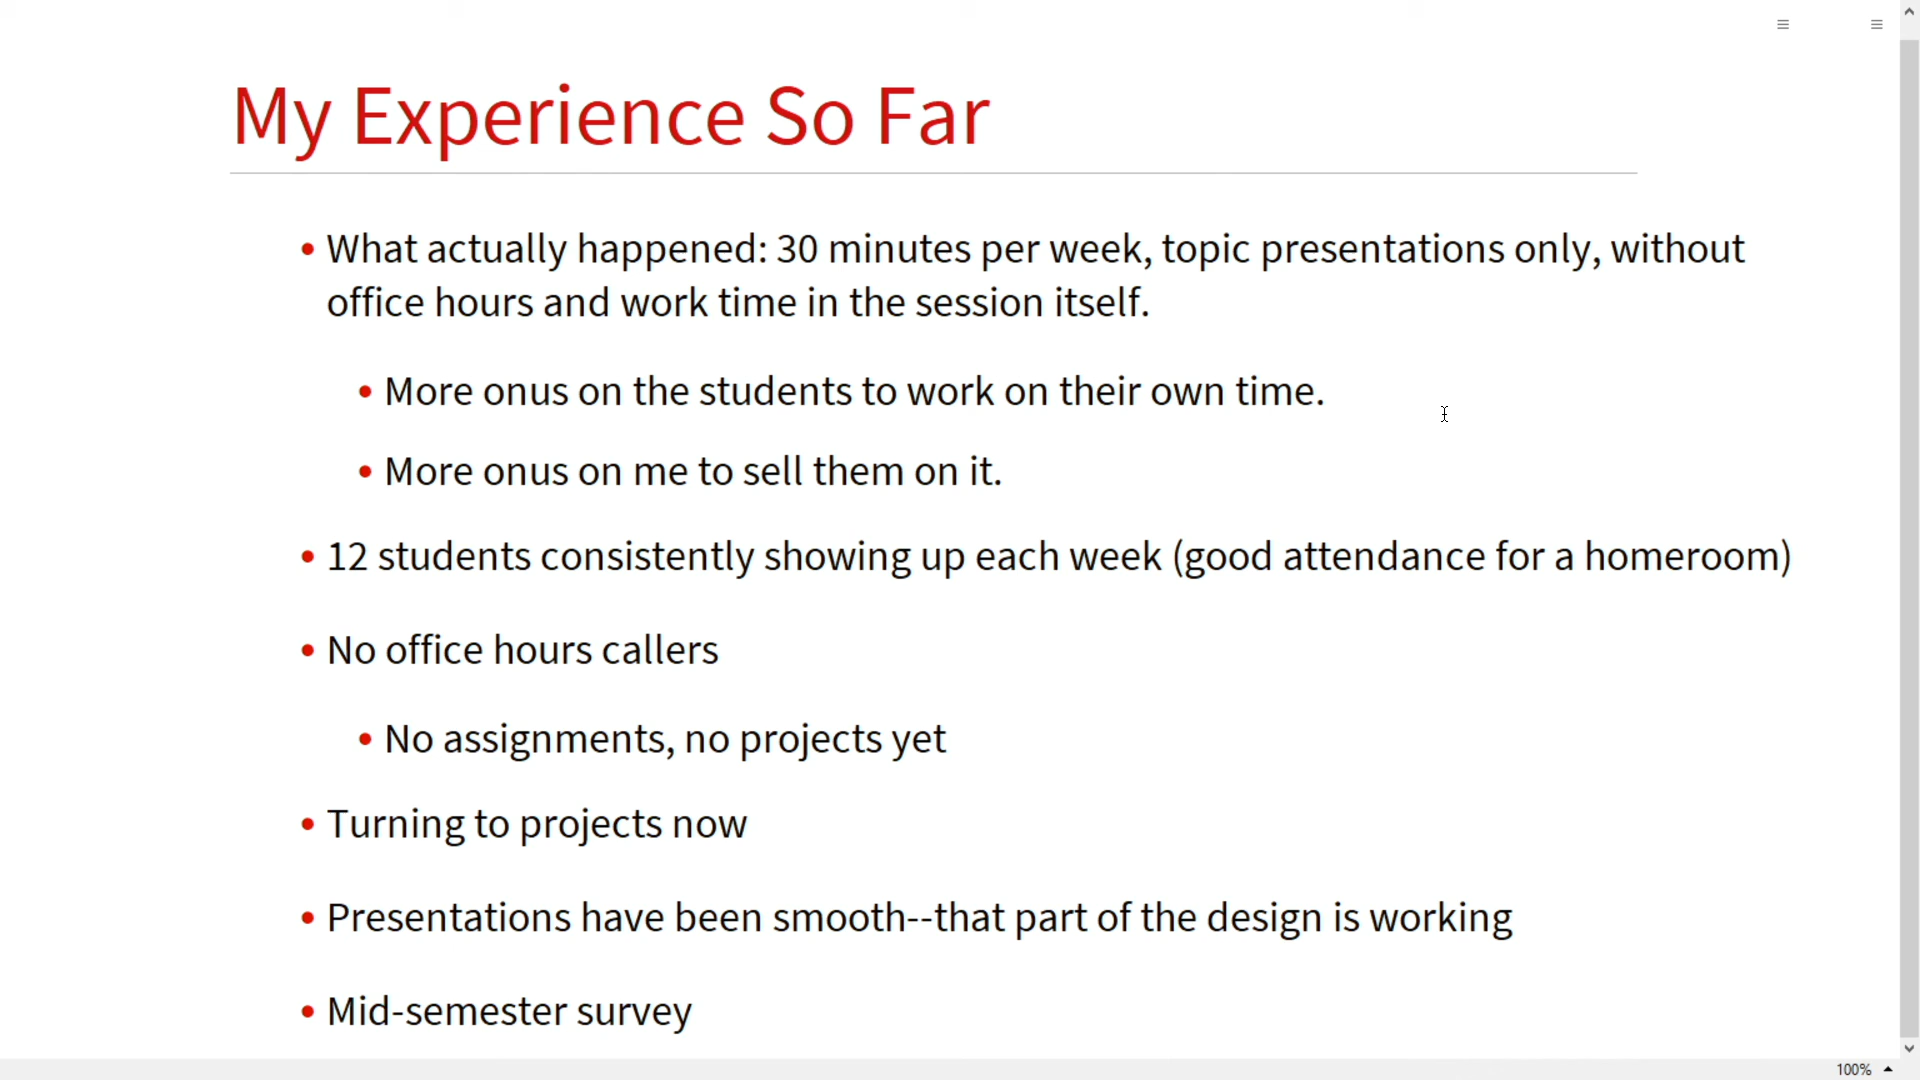 My Experience So Far
• What actually happened: 30 minutes per week, topic presentations only, without
office hours and work time in the session itself.
• More onus on the students to work on their own time.
• More onus on me to sell them on it.
• 12 students consistently showing up each week (good attendance for a homeroom)
• No office hours callers
• No assignments, no projects yet
• Turning to projects now
• Presentations have been smooth--that part of the design is working
• Mid-semester survey
100%